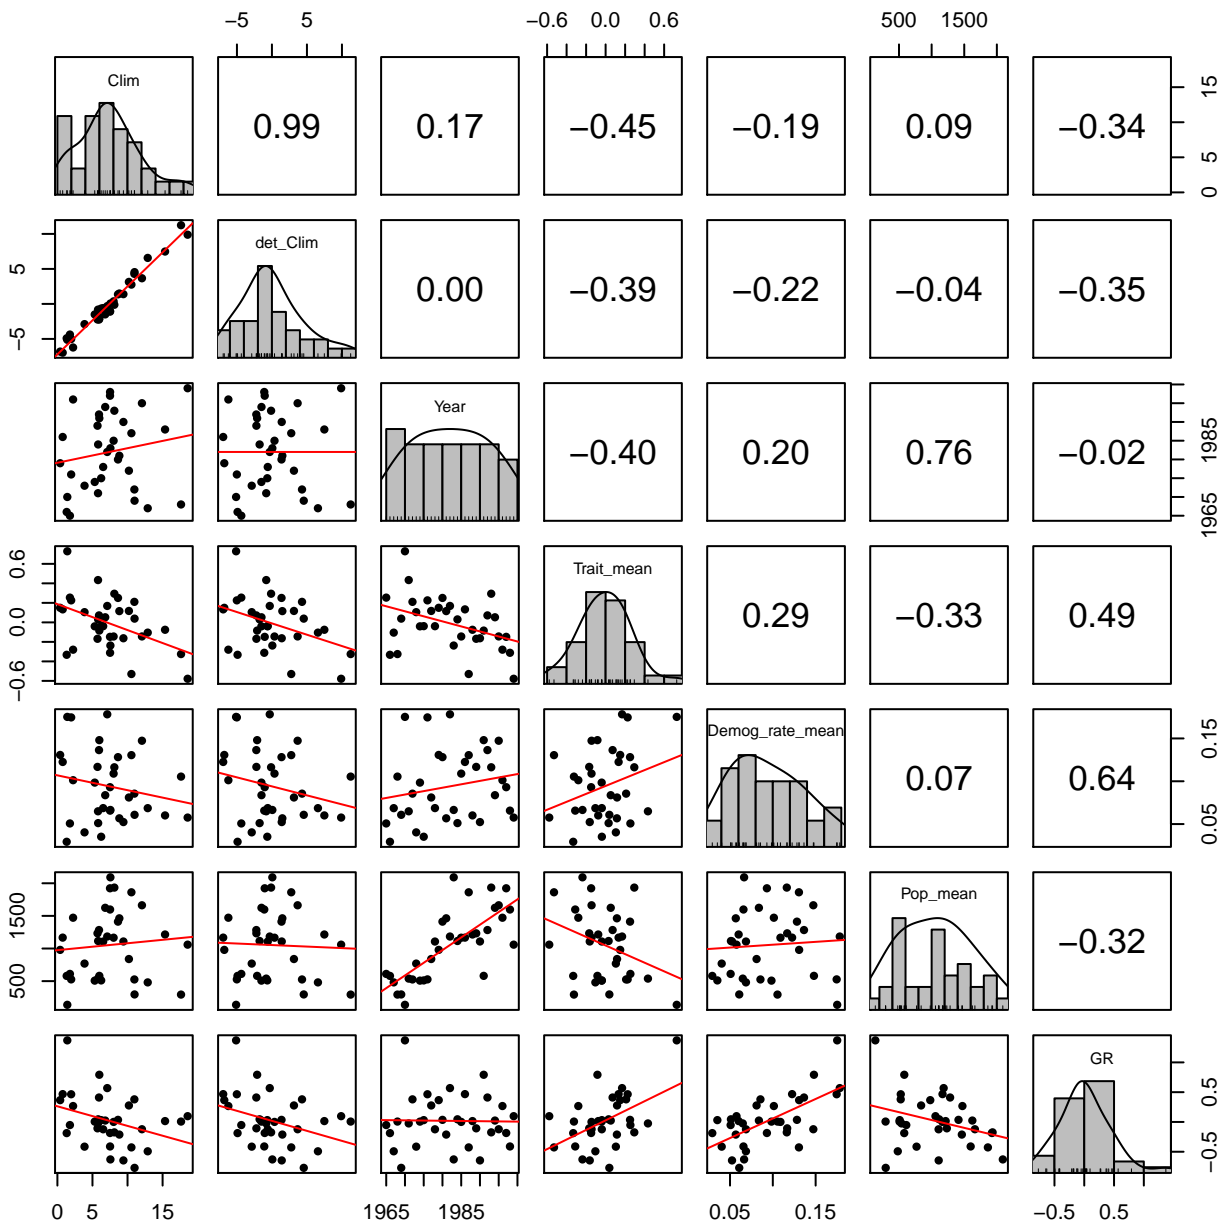 −5 5 −0.6 0.0 0.6 500 1500
Clim
0.99 0.17 −0.45 −0.19 0.09 −0.34
0 5 15
det_Clim
0.00 −0.39 −0.22 −0.04 −0.35
−5 5
Year
−0.40 0.20 0.76 −0.02
1965 1985
Trait_mean
0.29 −0.33 0.49
−0.6 0.0 0.6
Demog_rate_mean
0.07 0.64
0.05 0.15
Pop_mean
−0.32
500 1500
GR
−0.5 0.5
0 5 15 1965 1985 0.05 0.15 −0.5 0.5